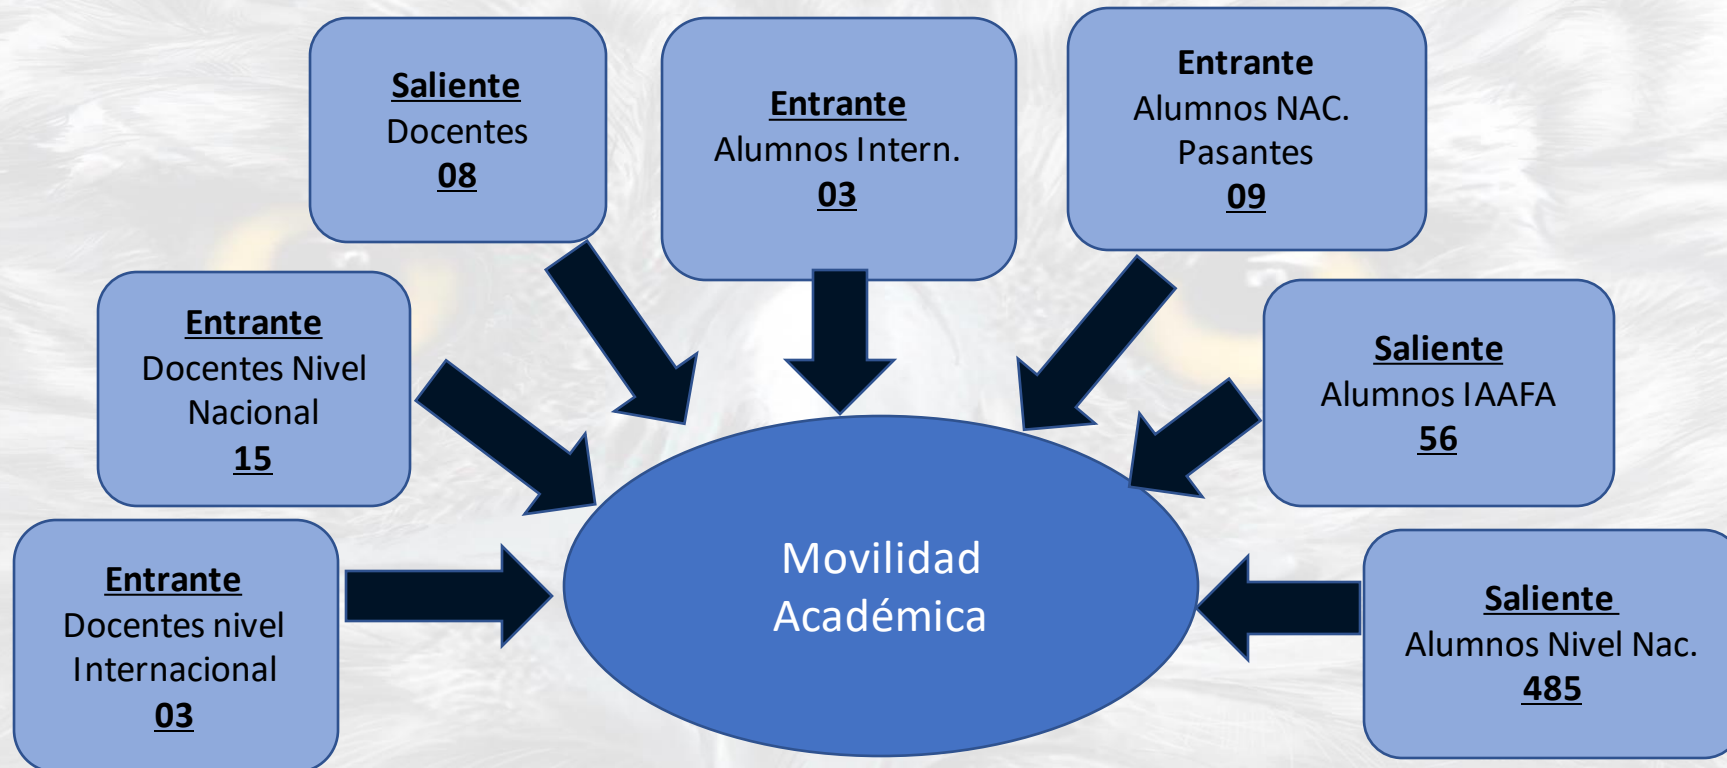 Saliente
Docentes
08
Entrante
Alumnos Intern.
03
Entrante
Alumnos NAC.
Pasantes
09
Entrante
Docentes Nivel
Nacional
15
Saliente
Alumnos IAAFA
56
Entrante
Docentes nivel
Internacional
03
Movilidad
Académica
Saliente
Alumnos Nivel Nac.
485